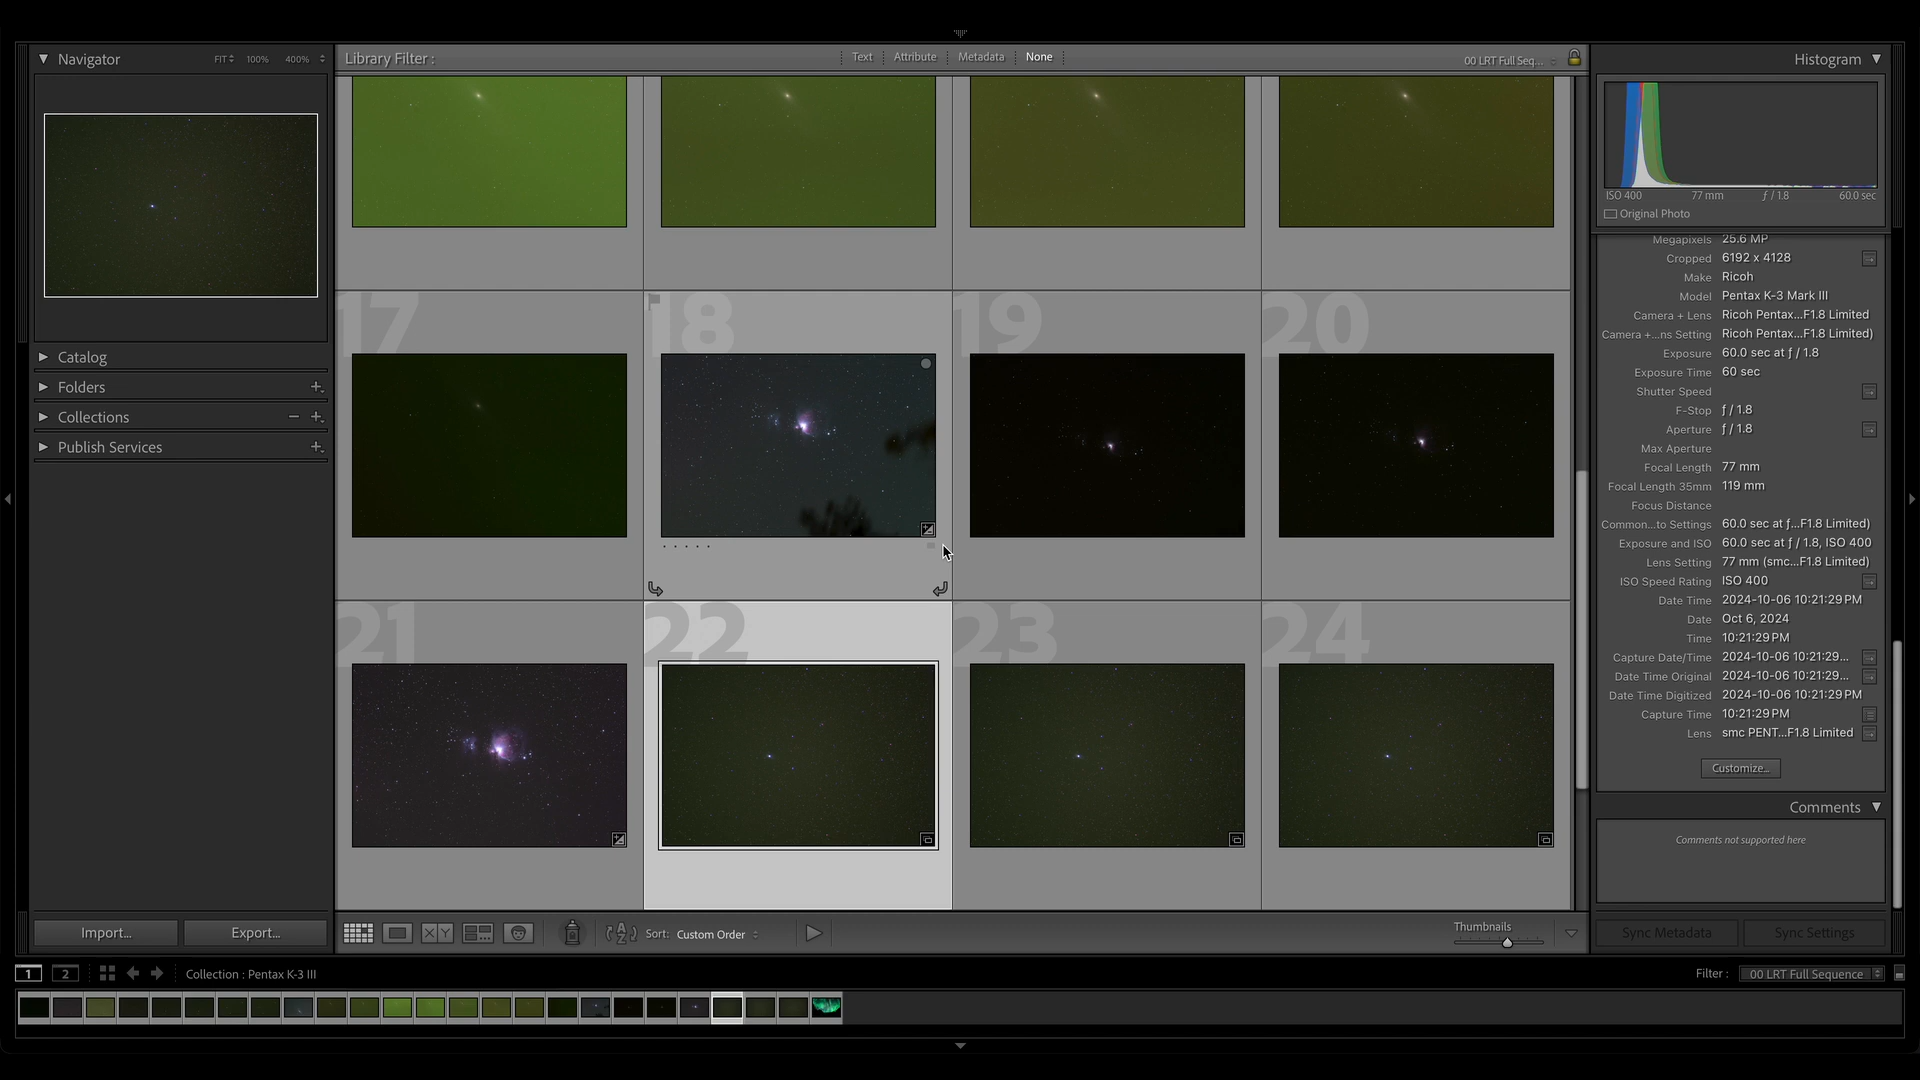 Navigator
FIT
100%
400%
Library Filter :
Text
Attribute
Metadata
None
00 LRT Full Seq...
Histogram
ISO 400
77 mm
ƒ / 1.8
60.0 sec
Original Photo
Catalog
Folders
Collections
Publish Services
17
18
19
20
21
22
23
24
Megapixels 25.6 MP
Cropped 6192 x 4128
Make Ricoh
Model Pentax K-3 Mark III
Camera + Lens Ricoh Pentax...F1.8 Limited
Camera +...ns Setting Ricoh Pentax...F1.8 Limited)
Exposure 60.0 sec at ƒ / 1.8
Exposure Time 60 sec
Shutter Speed
F-Stop ƒ / 1.8
Aperture ƒ / 1.8
Max Aperture
Focal Length 77 mm
Focal Length 35mm 119 mm
Focus Distance
Common...to Settings 60.0 sec at ƒ...F1.8 Limited)
Exposure and ISO 60.0 sec at ƒ / 1.8, ISO 400
Lens Setting 77 mm (smc...F1.8 Limited)
ISO Speed Rating ISO 400
Date Time 2024-10-06 10:21:29 PM
Date Oct 6, 2024
Time 10:21:29 PM
Capture Date/Time 2024-10-06 10:21:29...
Date Time Original 2024-10-06 10:21:29...
Date Time Digitized 2024-10-06 10:21:29 PM
Capture Time 10:21:29 PM
Lens smc PENT...F1.8 Limited
Customize...
Comments
Comments not supported here
Import...
Export...
X Y
A Z
Sort: Custom Order
Thumbnails
Sync Metadata
Sync Settings
1
2
Collection : Pentax K-3 III
Filter :
00 LRT Full Sequence